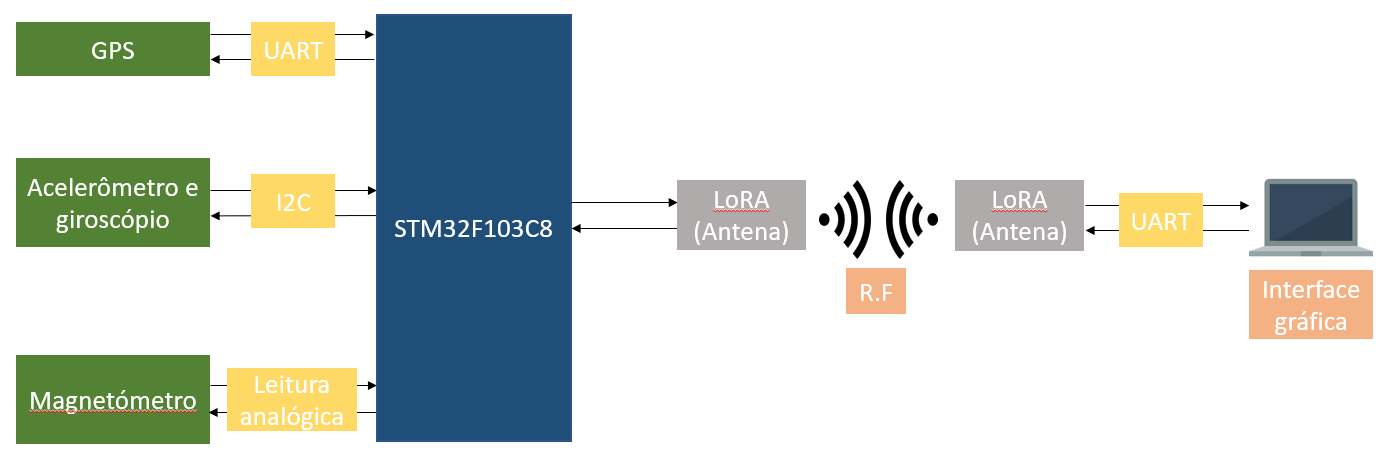 GPS
UART
Acelerômetro e
giroscópio
I2C
Magnetómetro
Leitura
analógica
STM32F103C8
LoRA
(Antena)
R.F
LoRA
(Antena)
UART
Interface
gráfica